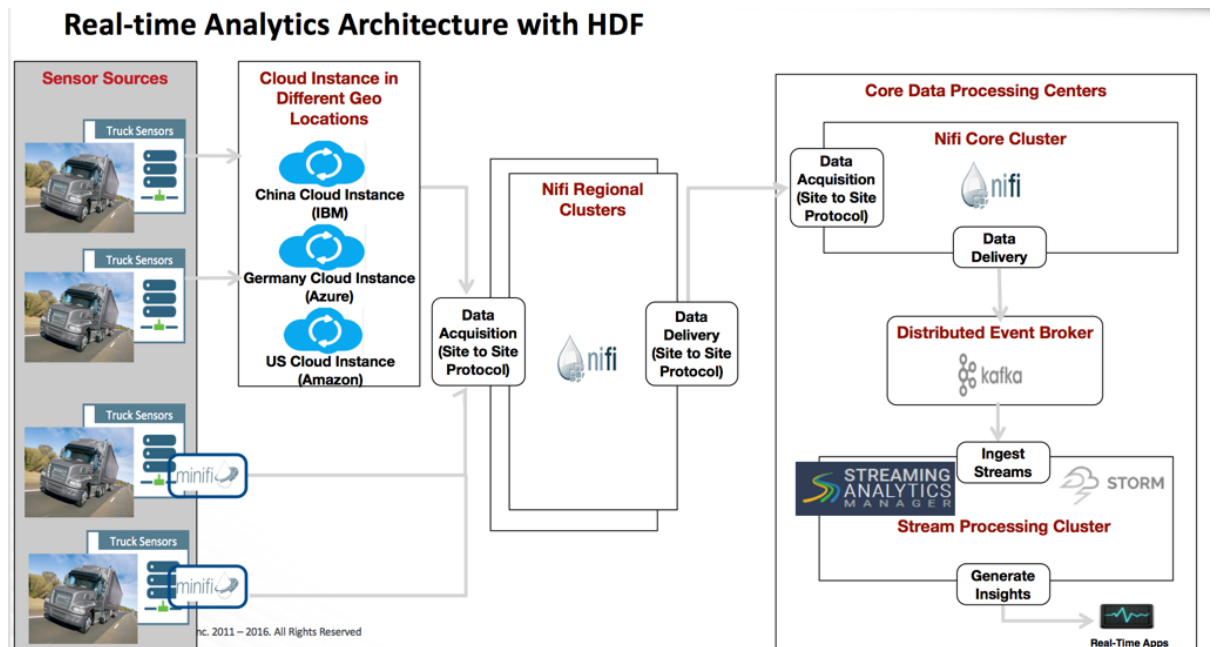 Real-time Analytics Architecture with HDF
Sensor Sources
Truck Sensors
Truck Sensors
Truck Sensors
minifi
Truck Sensors
minifi
Cloud Instance in
Different Geo
Locations
China Cloud Instance
(IBM)
Germany Cloud Instance
(Azure)
US Cloud Instance
(Amazon)
Data
Acquisition
(Site to Site
Protocol)
Nifi Regional
Clusters
nifi
Data
Delivery
(Site to Site
Protocol)
Core Data Processing Centers
Data
Acquisition
(Site to Site
Protocol)
Nifi Core Cluster
nifi
Data
Delivery
Distributed Event Broker
kafka
Ingest
Streams
STREAMING
ANALYTICS
MANAGER
STORM
Stream Processing Cluster
Generate
Insights
Real-Time Apps
nc. 2011 – 2016. All Rights Reserved